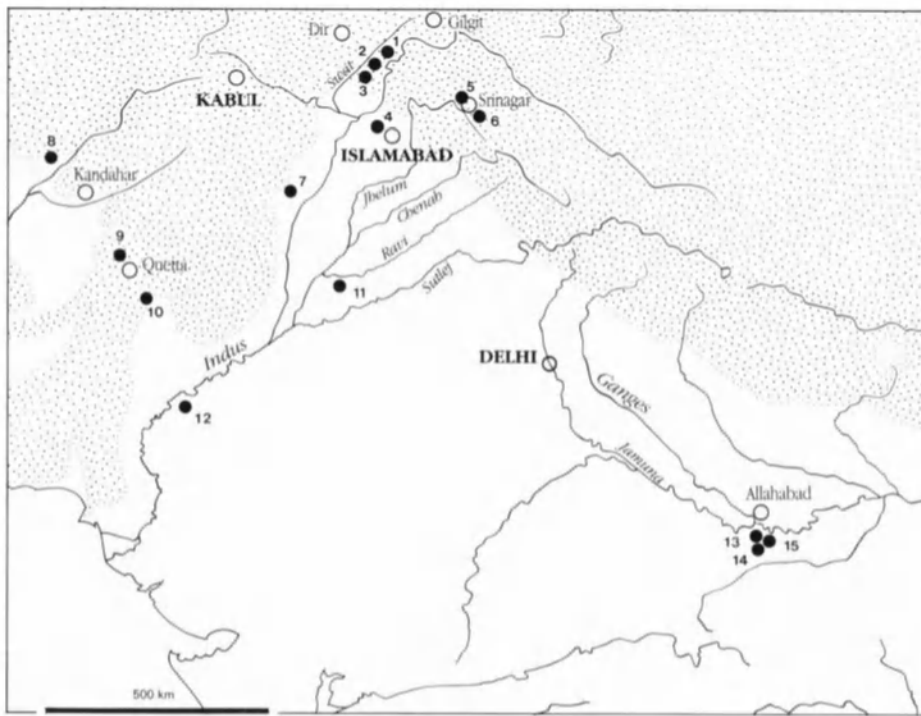 Gilgit
Dir
1
2
Swat
3
KABUL
5
Srinagar
4
6
ISLAMABAD
8
Kandahar
7
Jhelum
Chenab
9
Ravi
Quetta
Sutlej
11
10
Indus
DELHI
Ganges
12
Jamuna
Allahabad
13
15
14
500 km